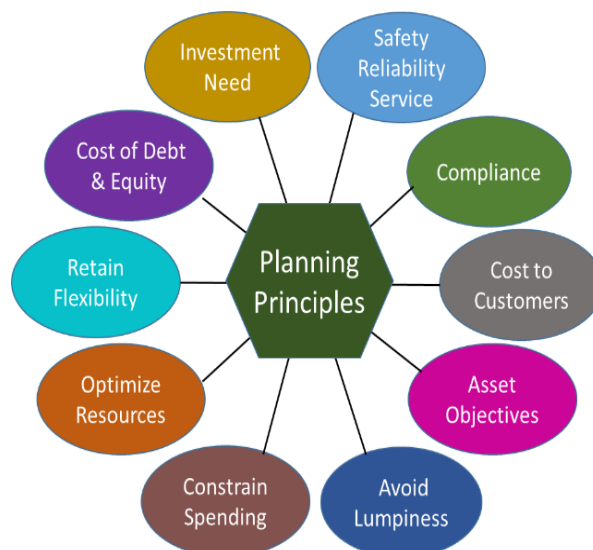 Investment
Need
Safety
Reliability
Service
Cost of Debt
& Equity
Compliance
Planning
Principles
Retain
Flexibility
Cost to
Customers
Optimize
Resources
Asset
Objectives
Constrain
Spending
Avoid
Lumpiness